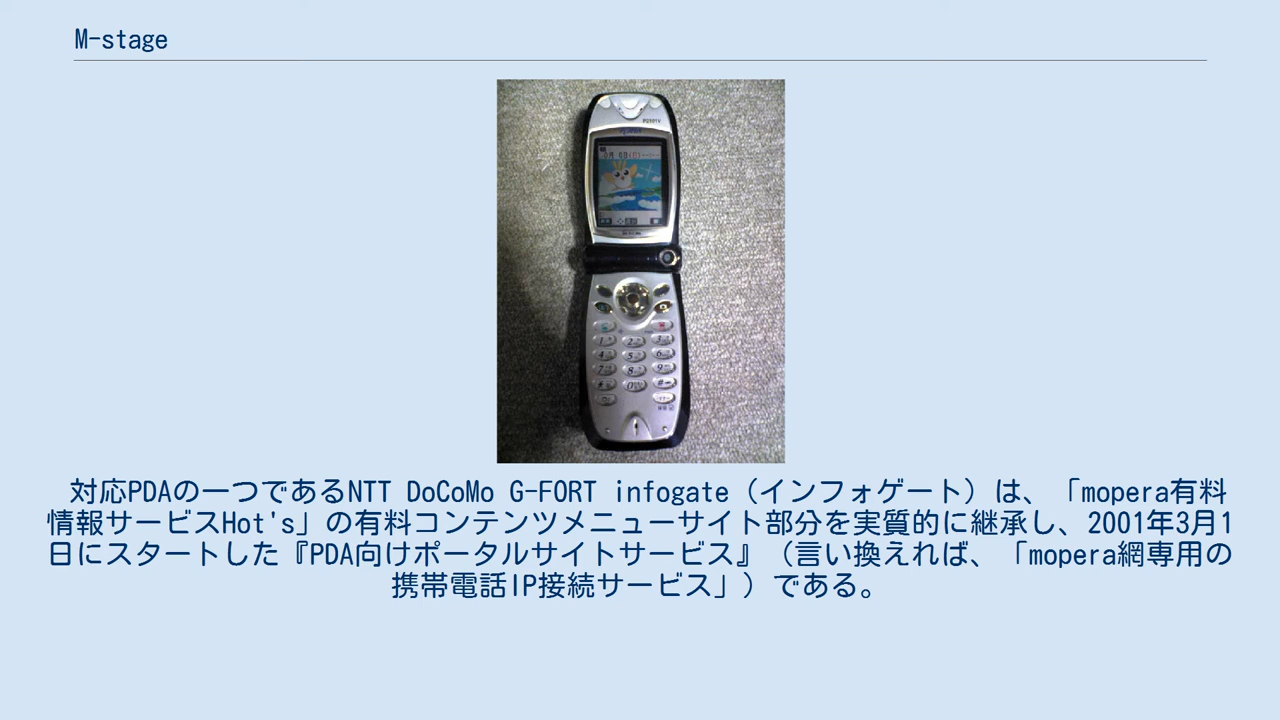 M-stage
P2101V
対応PDAの一つであるNTT DoCoMo G-FORT infogate（インフォゲート）は、「mopera有料
情報サービスHot's」の有料コンテンツメニューサイト部分を実質的に継承し、2001年3月1
日にスタートした『PDA向けポータルサイトサービス』（言い換えれば、「mopera網専用の
携帯電話IP接続サービス」）である。